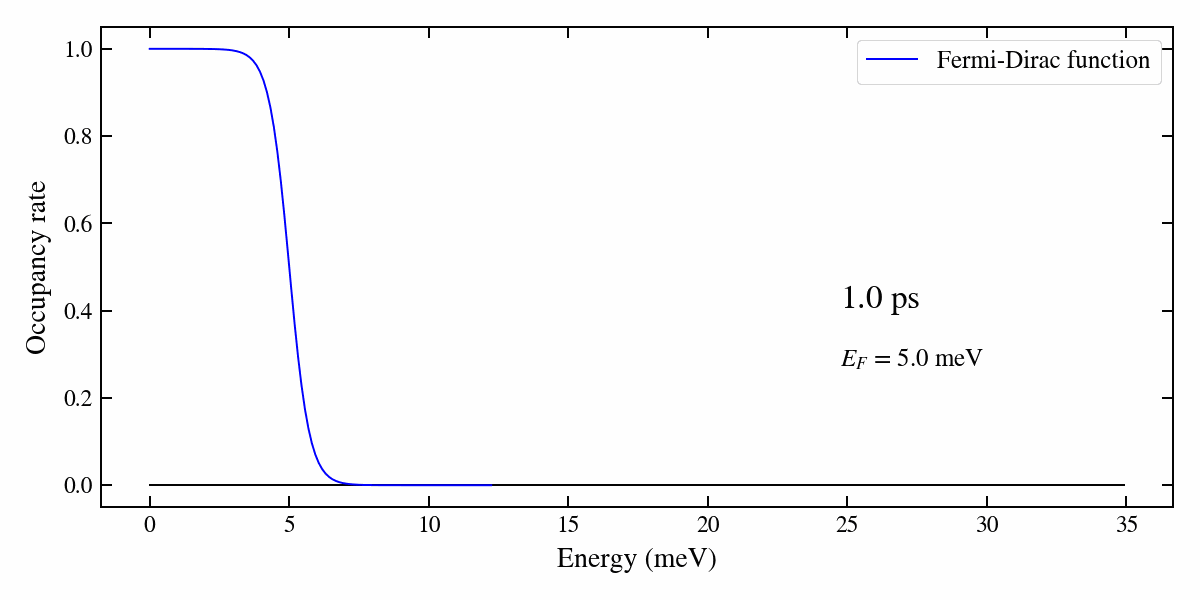 Fermi-Dirac function
1.0
0.8
0.6
0.4
0.2
0.0
Occupancy rate
1.0 ps
E_F = 5.0 meV
0 5 10 15 20 25 30 35
Energy (meV)